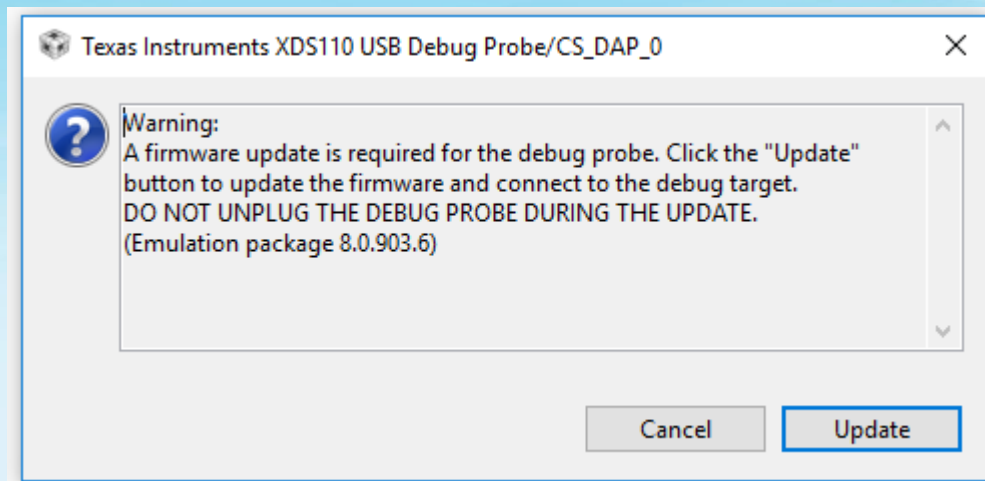 Texas Instruments XDS110 USB Debug Probe/CS_DAP_0
Warning:
A firmware update is required for the debug probe. Click the "Update"
button to update the firmware and connect to the debug target.
DO NOT UNPLUG THE DEBUG PROBE DURING THE UPDATE.
(Emulation package 8.0.903.6)
Cancel
Update